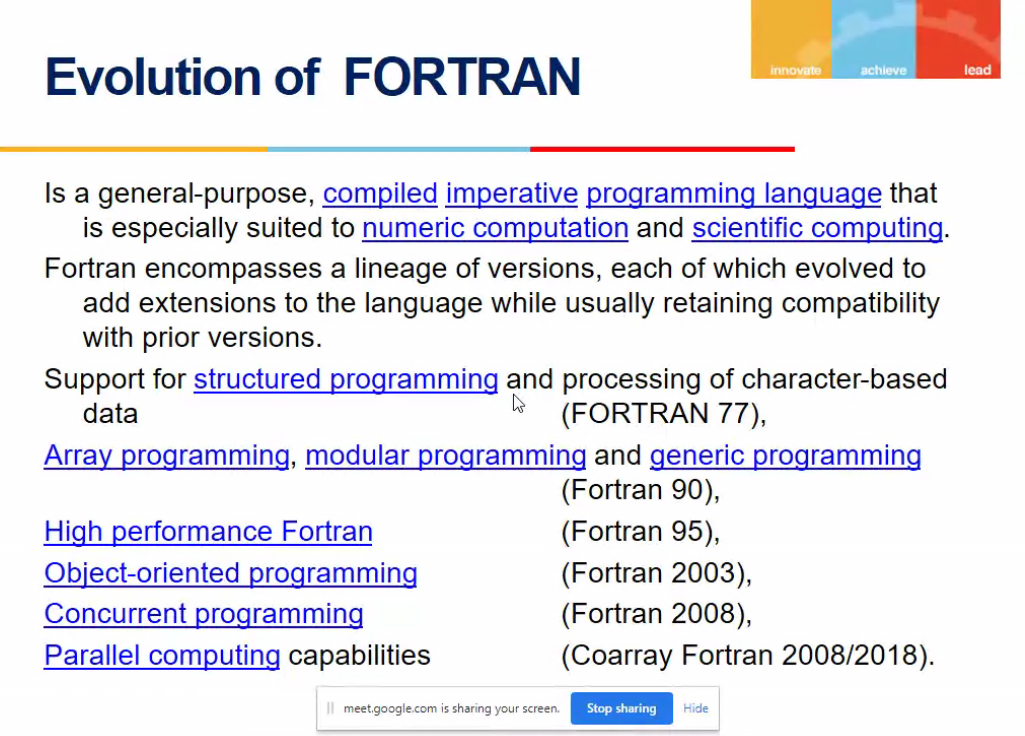 innovate achieve lead
Evolution of FORTRAN
Is a general-purpose, compiled imperative programming language that
is especially suited to numeric computation and scientific computing.
Fortran encompasses a lineage of versions, each of which evolved to
add extensions to the language while usually retaining compatibility
with prior versions.
Support for structured programming and processing of character-based
data (FORTRAN 77),
Array programming, modular programming and generic programming
(Fortran 90),
High performance Fortran (Fortran 95),
Object-oriented programming (Fortran 2003),
Concurrent programming (Fortran 2008),
Parallel computing capabilities (Coarray Fortran 2008/2018).
meet.google.com is sharing your screen. Stop sharing Hide